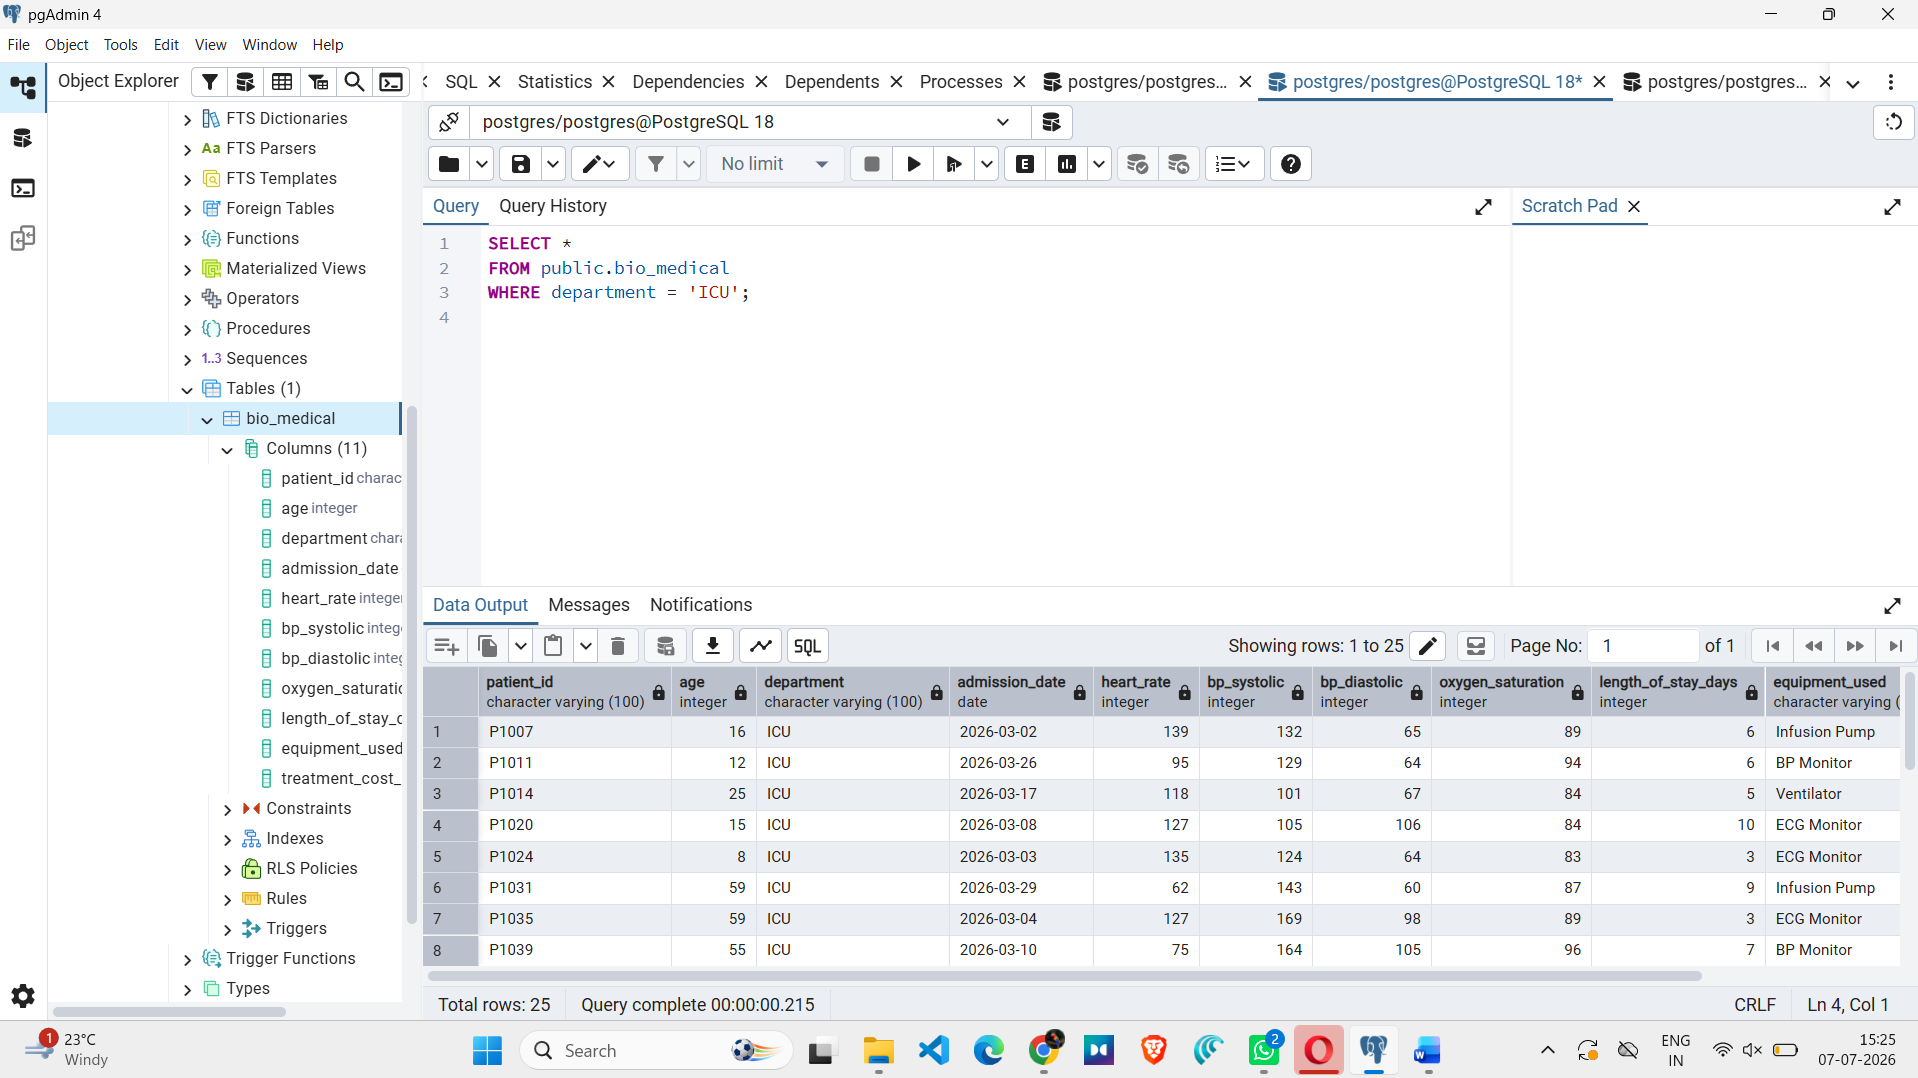 pgAdmin 4
File Object Tools Edit View Window Help
Object Explorer
SQL Statistics Dependencies Dependents Processes postgres/postgres... postgres/postgres@PostgreSQL 18* postgres/postgres...
postgres/postgres@PostgreSQL 18
No limit
E
Query Query History
Scratch Pad
1 SELECT *
2 FROM public.bio_medical
3 WHERE department = 'ICU';
4
FTS Dictionaries
Aa FTS Parsers
FTS Templates
Foreign Tables
Functions
Materialized Views
Operators
Procedures
1..3 Sequences
Tables (1)
bio_medical
Columns (11)
patient_id charac
age integer
department chara
admission_date
heart_rate integer
bp_systolic integ
bp_diastolic integ
oxygen_saturatic
length_of_stay_c
equipment_used
treatment_cost_
Constraints
Indexes
RLS Policies
Rules
Triggers
Trigger Functions
Types
Data Output Messages Notifications
SQL
Showing rows: 1 to 25
Page No: 1 of 1
patient_id age department admission_date heart_rate bp_systolic bp_diastolic oxygen_saturation length_of_stay_days equipment_used
character varying (100) integer character varying (100) date integer integer integer integer integer character varying (
1 P1007 16 ICU 2026-03-02 139 132 65 89 6 Infusion Pump
2 P1011 12 ICU 2026-03-26 95 129 64 94 6 BP Monitor
3 P1014 25 ICU 2026-03-17 118 101 67 84 5 Ventilator
4 P1020 15 ICU 2026-03-08 127 105 106 84 10 ECG Monitor
5 P1024 8 ICU 2026-03-03 135 124 64 83 3 ECG Monitor
6 P1031 59 ICU 2026-03-29 62 143 60 87 9 Infusion Pump
7 P1035 59 ICU 2026-03-04 127 169 98 89 3 ECG Monitor
8 P1039 55 ICU 2026-03-10 75 164 105 96 7 BP Monitor
Total rows: 25 Query complete 00:00:00.215
CRLF Ln 4, Col 1
1
23°C
Windy
Search
2
W
ENG
IN
15:25
07-07-2026